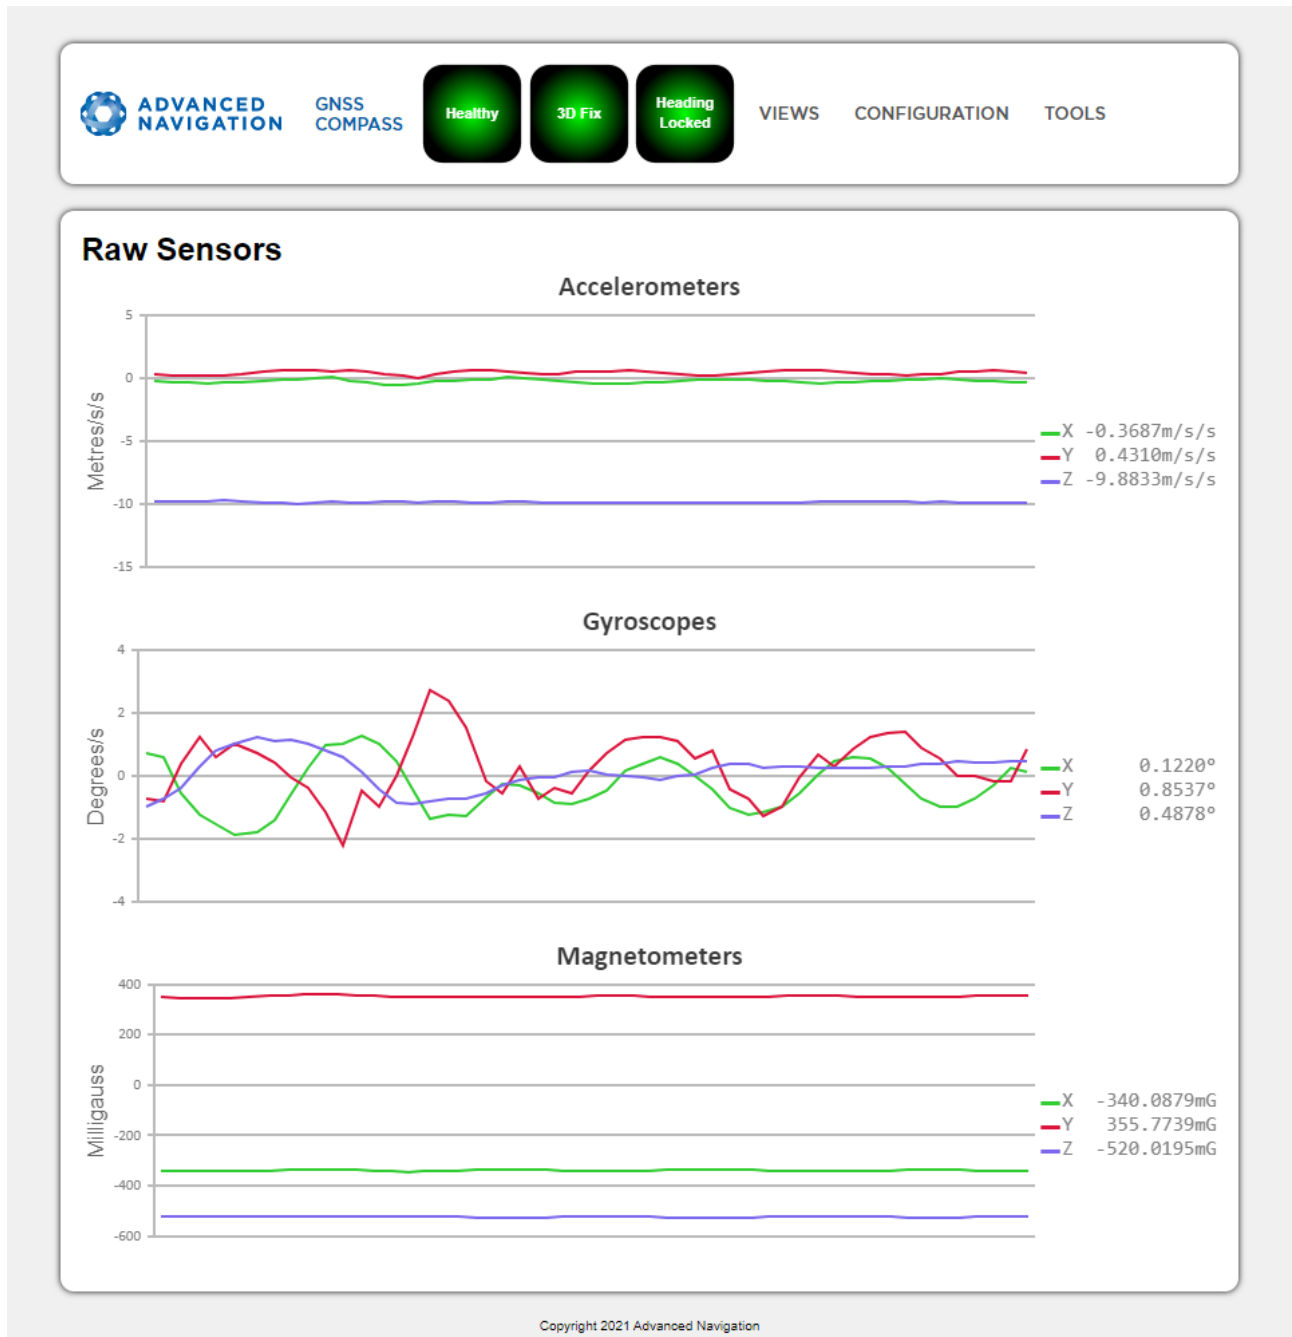 ADVANCED
NAVIGATION
GNSS
COMPASS
Healthy
3D Fix
Heading
Locked
VIEWS
CONFIGURATION
TOOLS
Raw Sensors
Accelerometers
Metres/s/s
5
0
-5
-10
-15
X -0.3687m/s/s
Y 0.4310m/s/s
Z -9.8833m/s/s
Gyroscopes
Degrees/s
4
2
0
-2
-4
X 0.1220°
Y 0.8537°
Z 0.4878°
Magnetometers
Milligauss
400
200
0
-200
-400
-600
X -340.0879mG
Y 355.7739mG
Z -520.0195mG
Copyright 2021 Advanced Navigation